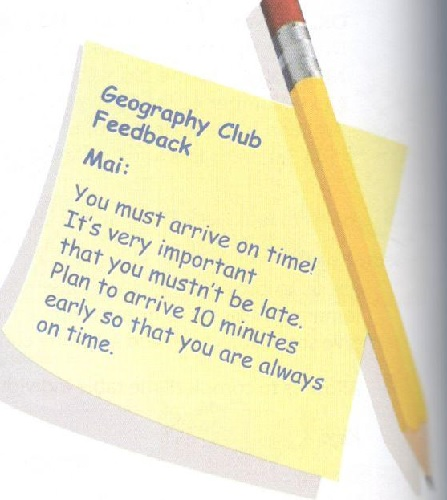 Geography Club
Feedback
Mai:
You must arrive on time!
It's very important
that you mustn't be late.
Plan to arrive 10 minutes
early so that you are always
on time.